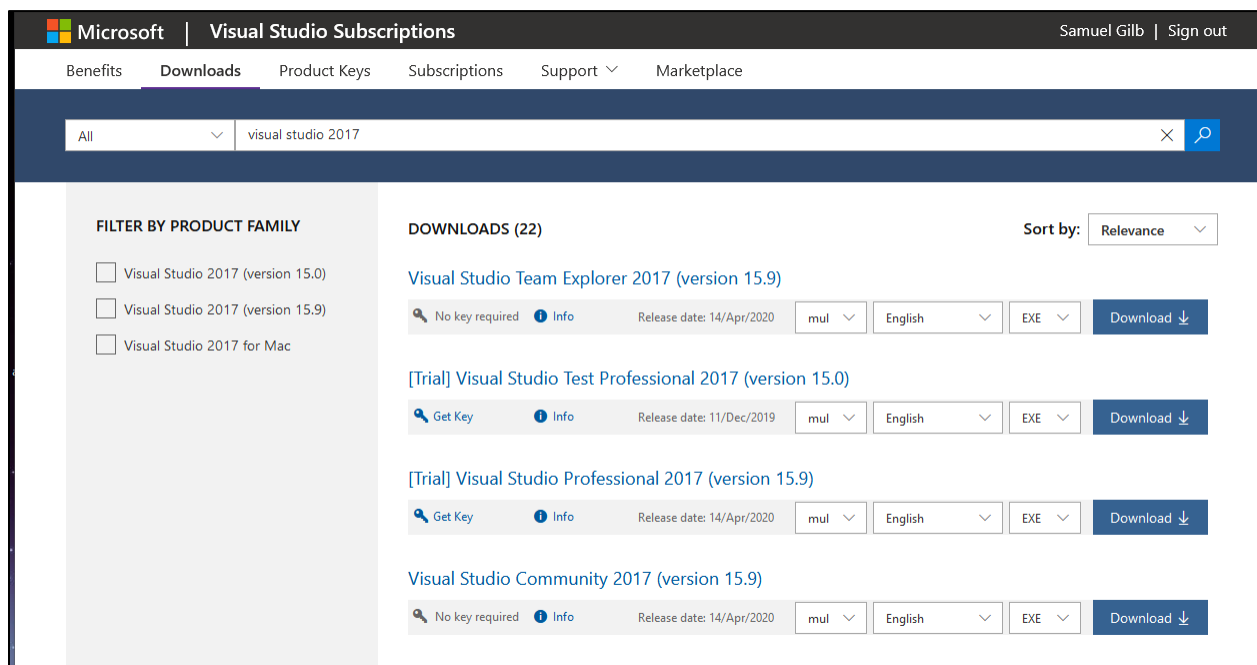 Microsoft | Visual Studio Subscriptions Samuel Gilb | Sign out
Benefits Downloads Product Keys Subscriptions Support Marketplace
All visual studio 2017
FILTER BY PRODUCT FAMILY
Visual Studio 2017 (version 15.0)
Visual Studio 2017 (version 15.9)
Visual Studio 2017 for Mac
DOWNLOADS (22) Sort by: Relevance
Visual Studio Team Explorer 2017 (version 15.9)
No key required Info Release date: 14/Apr/2020 mul English EXE Download
[Trial] Visual Studio Test Professional 2017 (version 15.0)
Get Key Info Release date: 11/Dec/2019 mul English EXE Download
[Trial] Visual Studio Professional 2017 (version 15.9)
Get Key Info Release date: 14/Apr/2020 mul English EXE Download
Visual Studio Community 2017 (version 15.9)
No key required Info Release date: 14/Apr/2020 mul English EXE Download